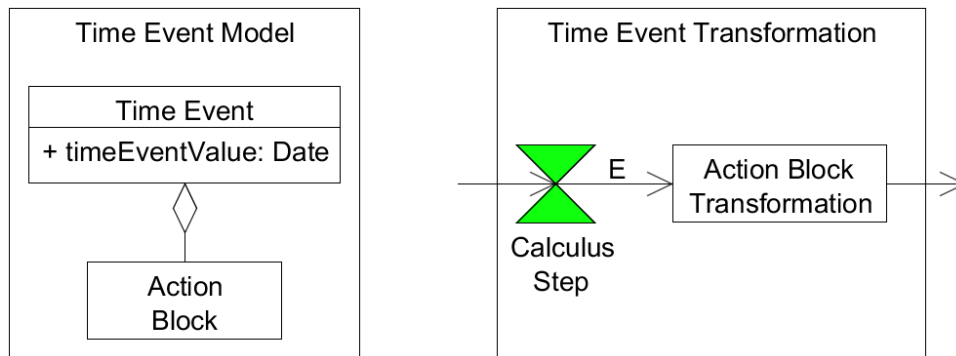 Time Event Model
Time Event
+ timeEventValue: Date
Action
Block
Time Event Transformation
E
Calculus
Step
Action Block
Transformation